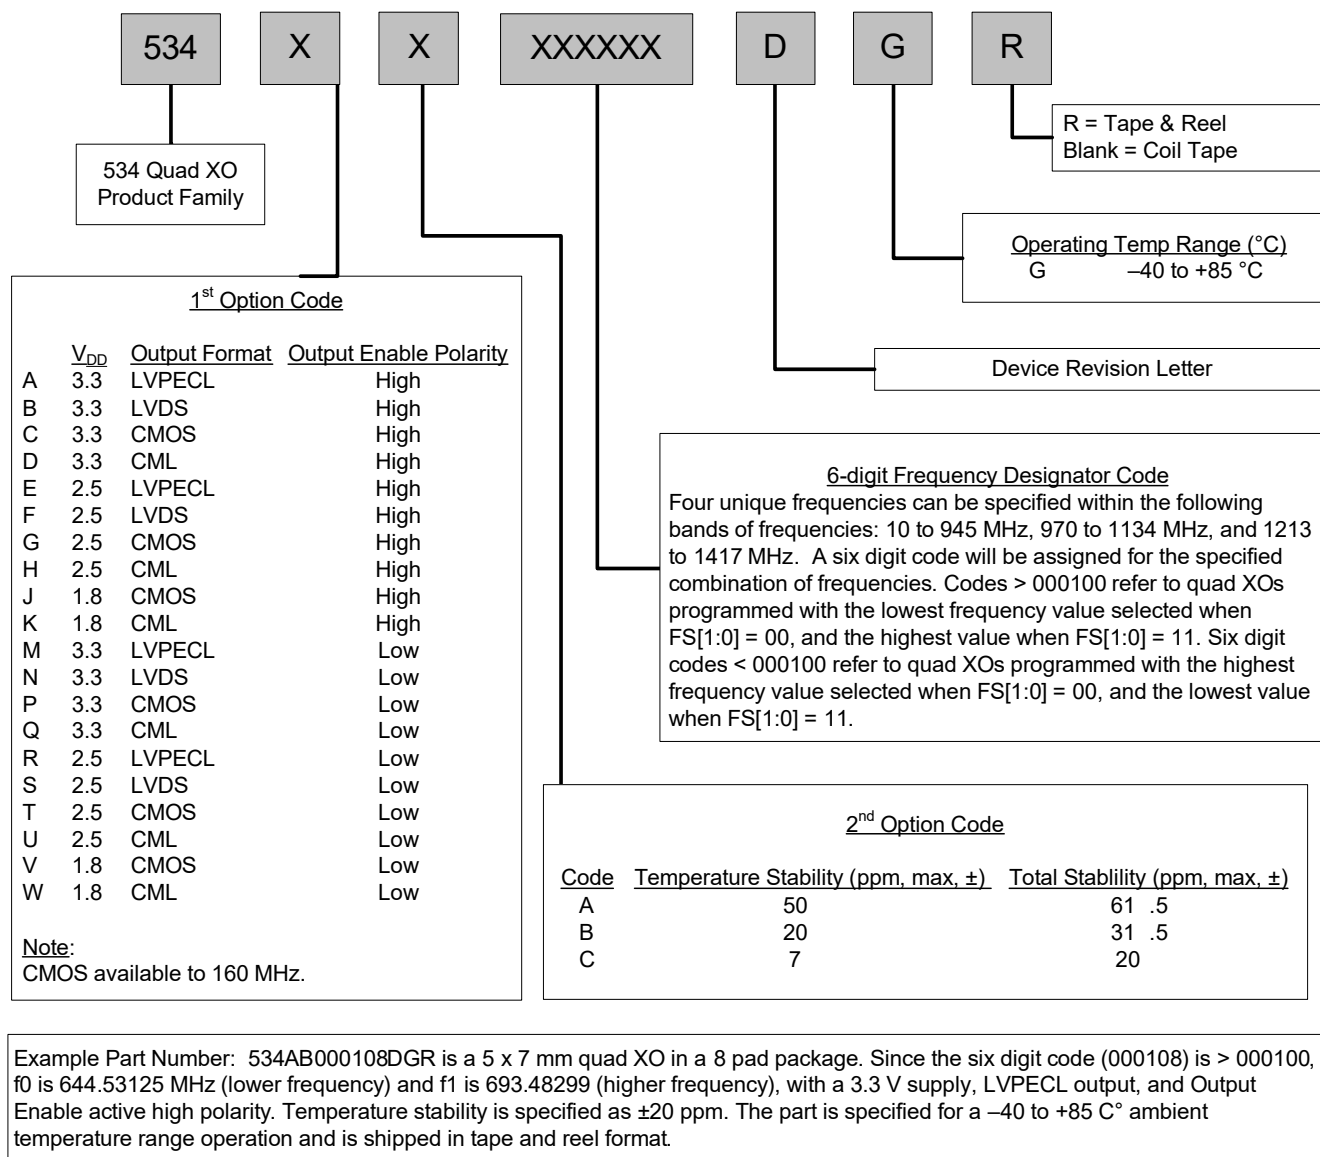 534 X X XXXXXX D G R
R = Tape & Reel
Blank = Coil Tape
534 Quad XO
Product Family
Operating Temp Range (°C)
G –40 to +85 °C
Device Revision Letter
1st Option Code
VDD Output Format Output Enable Polarity
A 3.3 LVPECL High
B 3.3 LVDS High
C 3.3 CMOS High
D 3.3 CML High
E 2.5 LVPECL High
F 2.5 LVDS High
G 2.5 CMOS High
H 2.5 CML High
J 1.8 CMOS High
K 1.8 CML High
M 3.3 LVPECL Low
N 3.3 LVDS Low
P 3.3 CMOS Low
Q 3.3 CML Low
R 2.5 LVPECL Low
S 2.5 LVDS Low
T 2.5 CMOS Low
U 2.5 CML Low
V 1.8 CMOS Low
W 1.8 CML Low
Note:
CMOS available to 160 MHz.
6-digit Frequency Designator Code
Four unique frequencies can be specified within the following
bands of frequencies: 10 to 945 MHz, 970 to 1134 MHz, and 1213
to 1417 MHz. A six digit code will be assigned for the specified
combination of frequencies. Codes > 000100 refer to quad XOs
programmed with the lowest frequency value selected when
FS[1:0] = 00, and the highest value when FS[1:0] = 11. Six digit
codes < 000100 refer to quad XOs programmed with the highest
frequency value selected when FS[1:0] = 00, and the lowest value
when FS[1:0] = 11.
2nd Option Code
Code Temperature Stability (ppm, max, ±) Total Stablility (ppm, max, ±)
A 50 61 .5
B 20 31 .5
C 7 20
Example Part Number: 534AB000108DGR is a 5 x 7 mm quad XO in a 8 pad package. Since the six digit code (000108) is > 000100,
f0 is 644.53125 MHz (lower frequency) and f1 is 693.48299 (higher frequency), with a 3.3 V supply, LVPECL output, and Output
Enable active high polarity. Temperature stability is specified as ±20 ppm. The part is specified for a –40 to +85 C° ambient
temperature range operation and is shipped in tape and reel format.